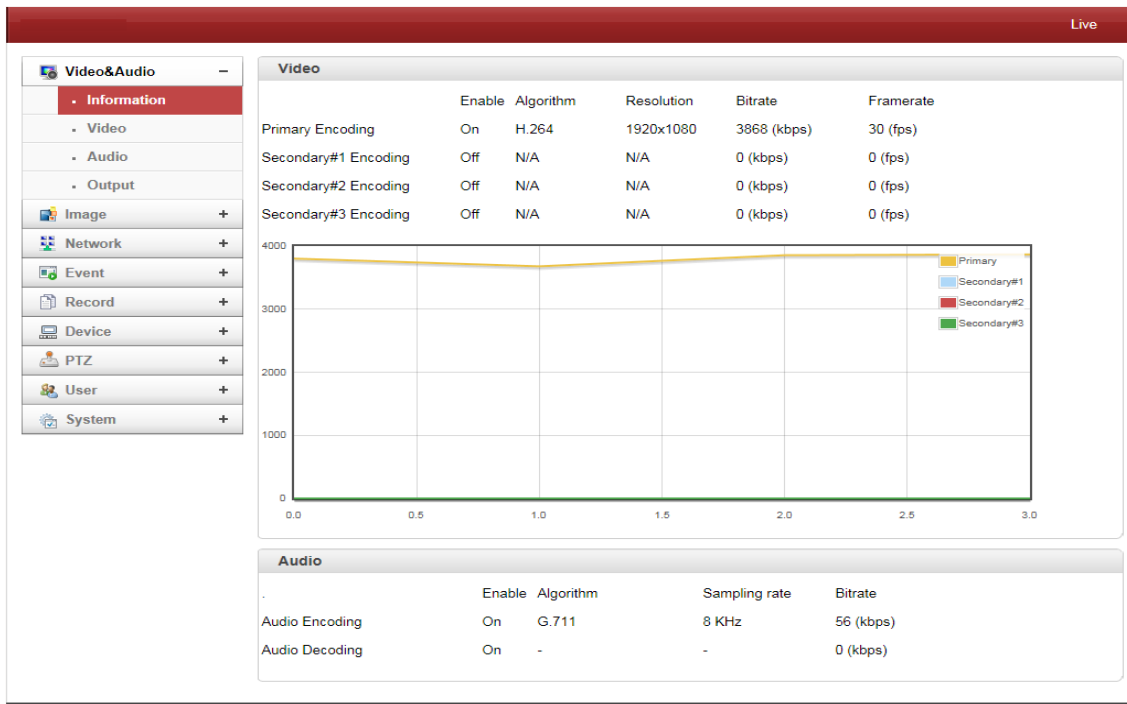 Live
Video&Audio −
Information
Video
Audio
Output
Image +
Network +
Event +
Record +
Device +
PTZ +
User +
System +
Video
Enable Algorithm Resolution Bitrate Framerate
Primary Encoding On H.264 1920x1080 3868 (kbps) 30 (fps)
Secondary#1 Encoding Off N/A N/A 0 (kbps) 0 (fps)
Secondary#2 Encoding Off N/A N/A 0 (kbps) 0 (fps)
Secondary#3 Encoding Off N/A N/A 0 (kbps) 0 (fps)
4000
3000
2000
1000
0
0.0 0.5 1.0 1.5 2.0 2.5 3.0
Primary
Secondary#1
Secondary#2
Secondary#3
Audio
. Enable Algorithm Sampling rate Bitrate
Audio Encoding On G.711 8 KHz 56 (kbps)
Audio Decoding On - - 0 (kbps)